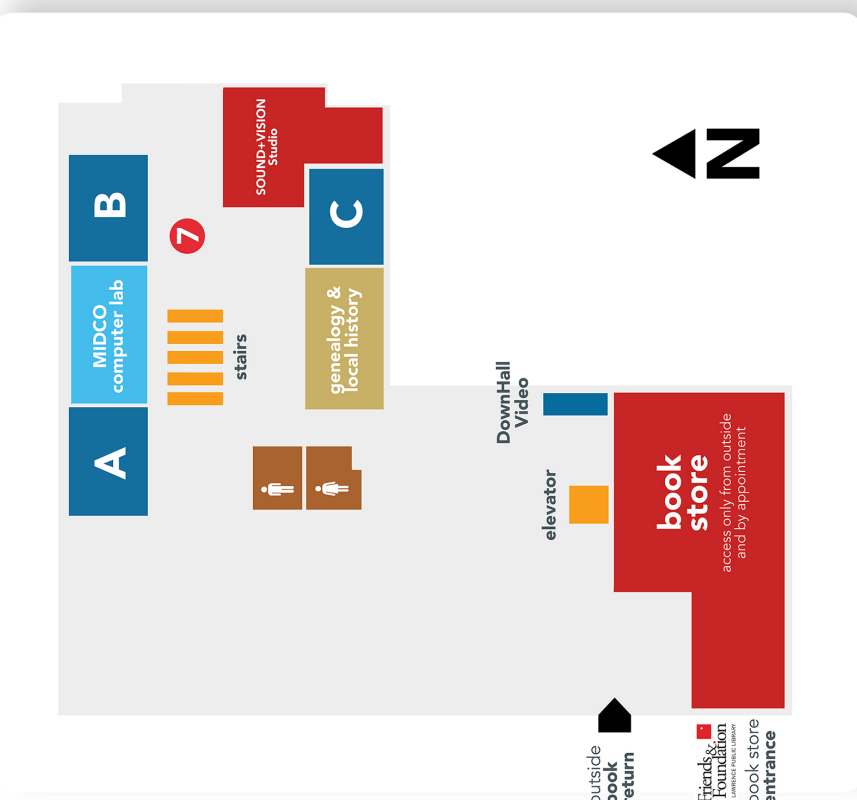 A
MIDCO
computer lab
B
7
stairs
SOUND+VISION
Studio
genealogy &
local history
C
DownHall
Video
elevator
outside
book
return
book
store
access only from outside
and by appointment
Friends &
Foundation
LAWRENCE PUBLIC LIBRARY
book store
entrance
N